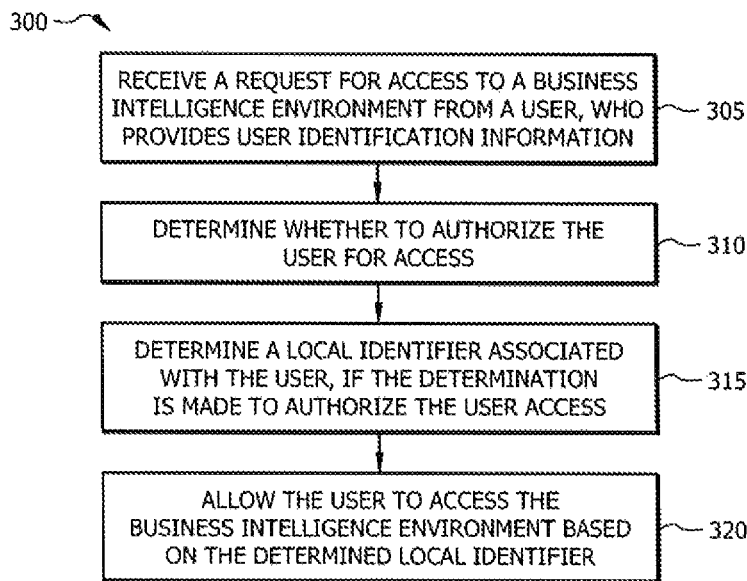 300
RECEIVE A REQUEST FOR ACCESS TO A BUSINESS
INTELLIGENCE ENVIRONMENT FROM A USER, WHO
PROVIDES USER IDENTIFICATION INFORMATION
305
DETERMINE WHETHER TO AUTHORIZE THE
USER FOR ACCESS
310
DETERMINE A LOCAL IDENTIFIER ASSOCIATED
WITH THE USER, IF THE DETERMINATION
IS MADE TO AUTHORIZE THE USER ACCESS
315
ALLOW THE USER TO ACCESS THE
BUSINESS INTELLIGENCE ENVIRONMENT BASED
ON THE DETERMINED LOCAL IDENTIFIER
320